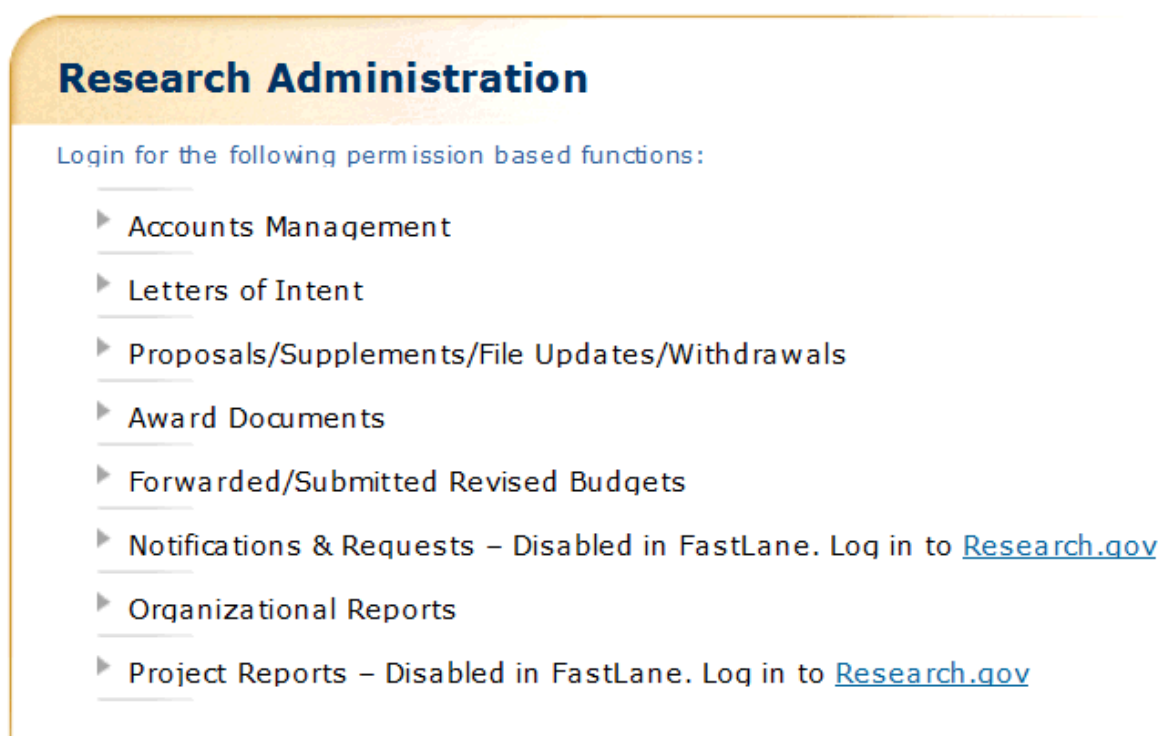 Research Administration
Login for the following permission based functions:
Accounts Management
Letters of Intent
Proposals/Supplements/File Updates/Withdrawals
Award Documents
Forwarded/Submitted Revised Budgets
Notifications & Requests – Disabled in FastLane. Log in to Research.gov
Organizational Reports
Project Reports – Disabled in FastLane. Log in to Research.gov